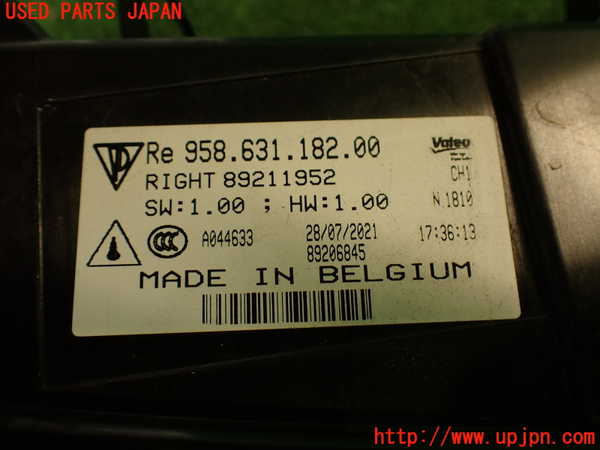 USED PARTS JAPAN
Re 958.631.182.00
Valeo
RIGHT 89211952
CH1
SW:1.00 ; HW:1.00
N 1810
A044633
28/07/2021
17:36:13
89206845
MADE IN BELGIUM
http://www.upjpn.com/